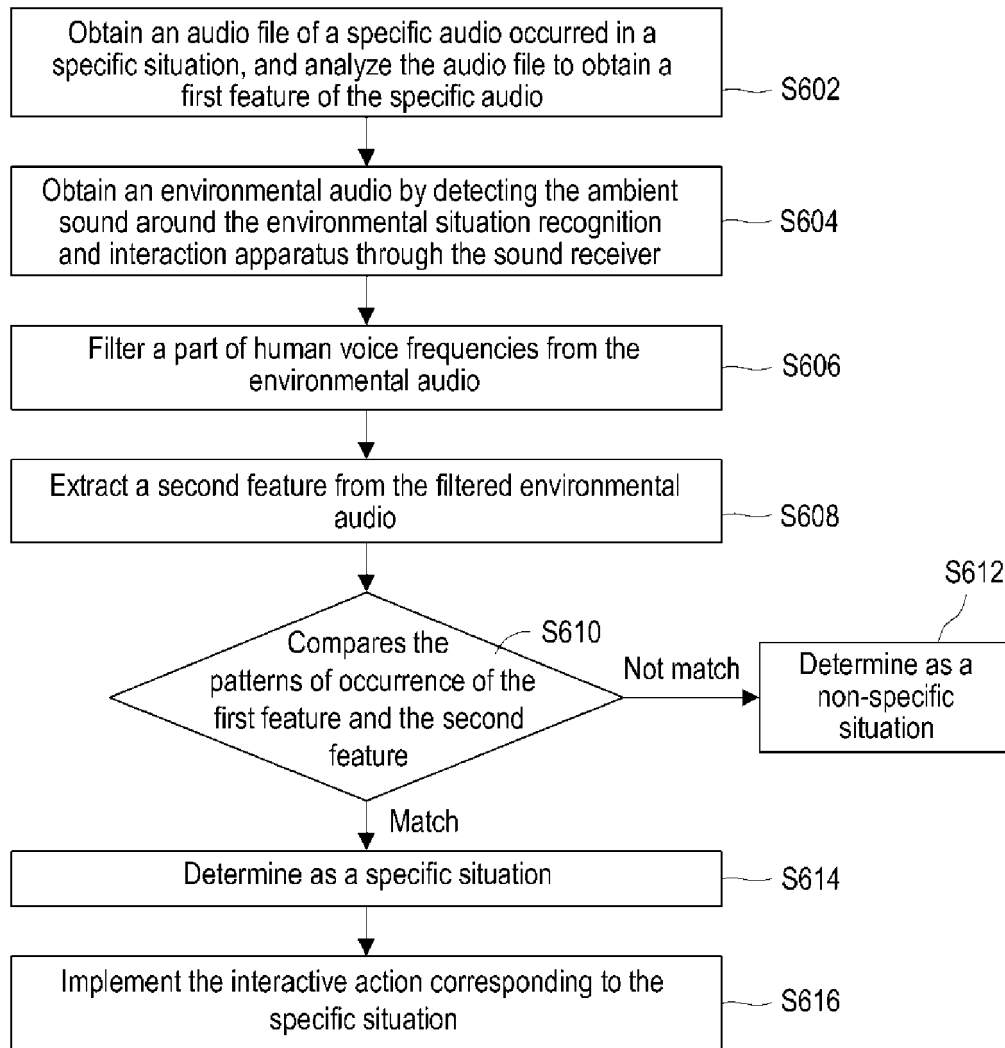 Obtain an audio file of a specific audio occurred in a
specific situation, and analyze the audio file to obtain a
first feature of the specific audio
S602
Obtain an environmental audio by detecting the ambient
sound around the environmental situation recognition
and interaction apparatus through the sound receiver
S604
Filter a part of human voice frequencies from the
environmental audio
S606
Extract a second feature from the filtered environmental
audio
S608
Compares the
patterns of occurrence of the
first feature and the second
feature
S610
Not match
S612
Determine as a
non-specific
situation
Match
Determine as a specific situation
S614
Implement the interactive action corresponding to the
specific situation
S616